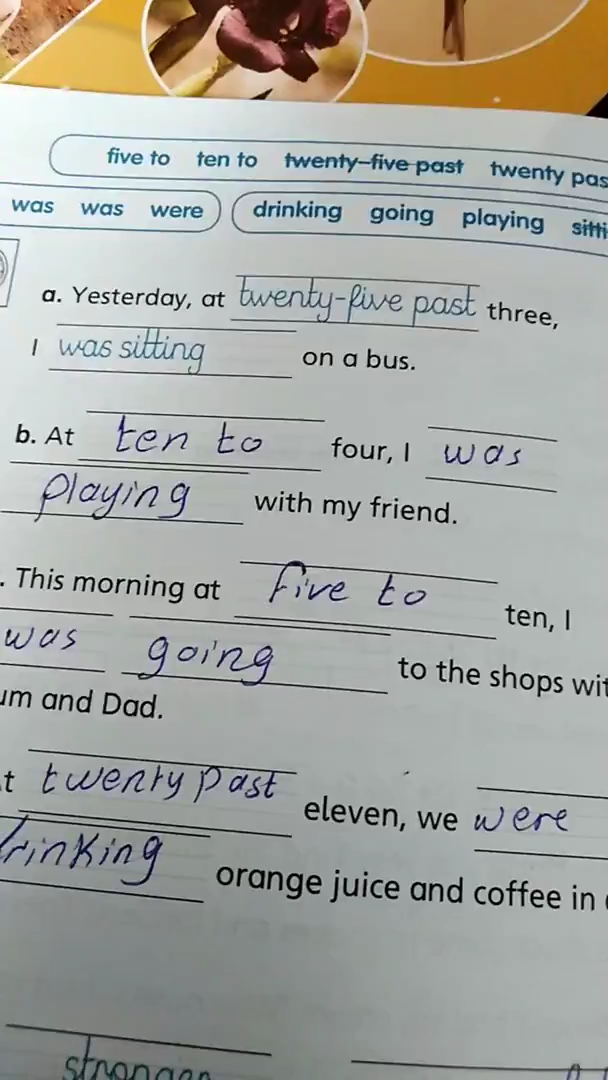 five to ten to twenty-five past twenty pas
was was were drinking going playing sitti
a. Yesterday, at twenty-five past three,
I was sitting on a bus.
b. At ten to four, I was
playing with my friend.
. This morning at five to ten, I
was going to the shops wit
um and Dad.
t twenty past eleven, we were
drinking orange juice and coffee in
stronger